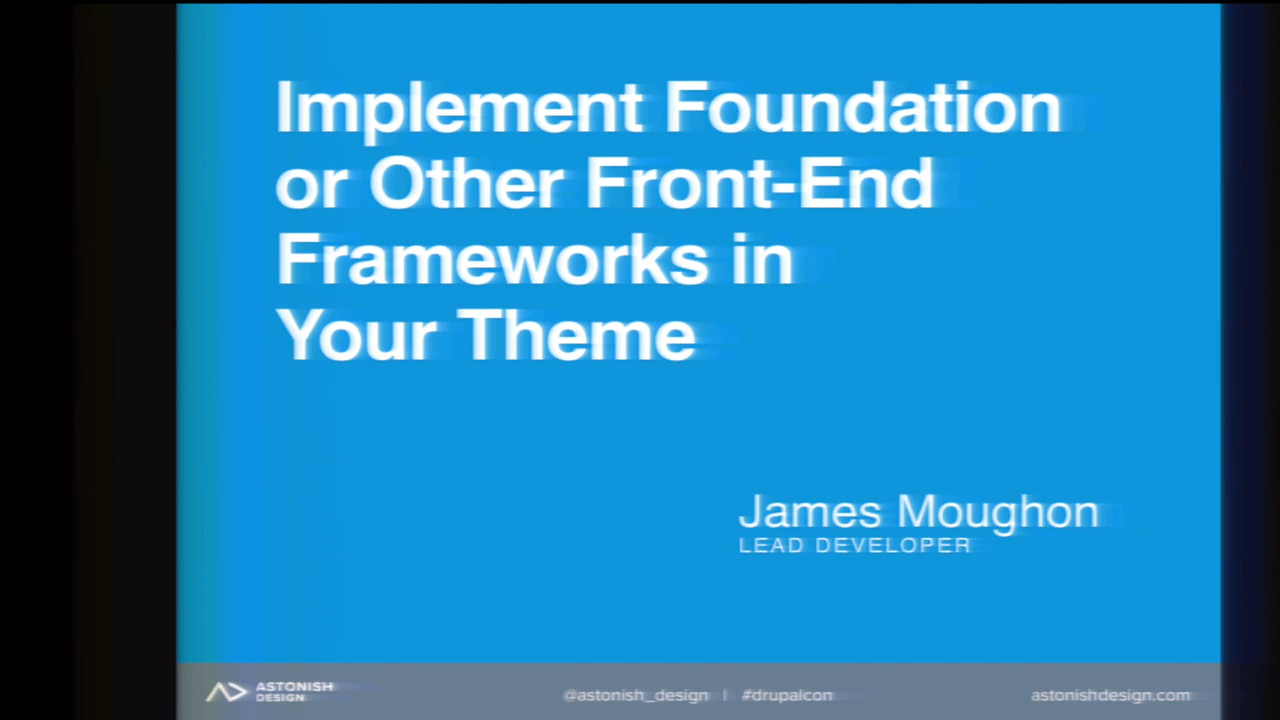 Implement Foundation
or Other Front-End
Frameworks in
Your Theme
James Moughon
LEAD DEVELOPER
ASTONISH
DESIGN
@astonish_design | #drupalcon
astonishdesign.com